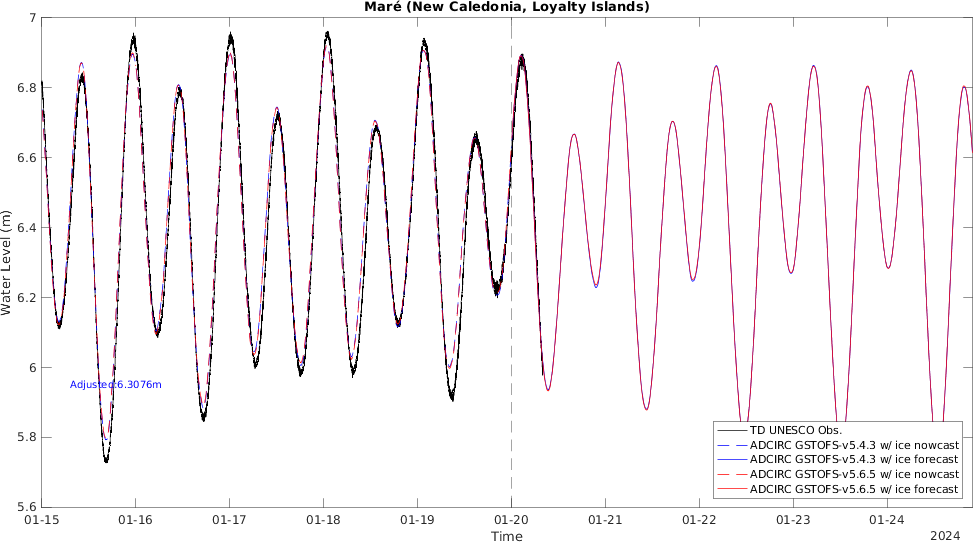 Maré (New Caledonia, Loyalty Islands)
7
6.8
6.6
6.4
6.2
6
5.8
5.6
Water Level (m)
Adjusted:6.3076m
TD UNESCO Obs.
ADCIRC GSTOFS-v5.4.3 w/ ice nowcast
ADCIRC GSTOFS-v5.4.3 w/ ice forecast
ADCIRC GSTOFS-v5.6.5 w/ ice nowcast
ADCIRC GSTOFS-v5.6.5 w/ ice forecast
01-15 01-16 01-17 01-18 01-19 01-20 01-21 01-22 01-23 01-24
Time
2024